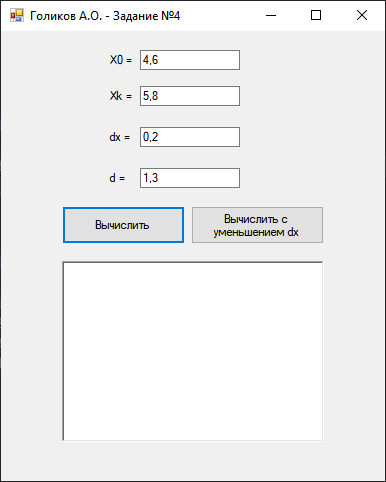 Голиков А.О. - Задание №4
X0 = 4,6
Xk = 5,8
dx = 0,2
d = 1,3
Вычислить
Вычислить с
уменьшением dx